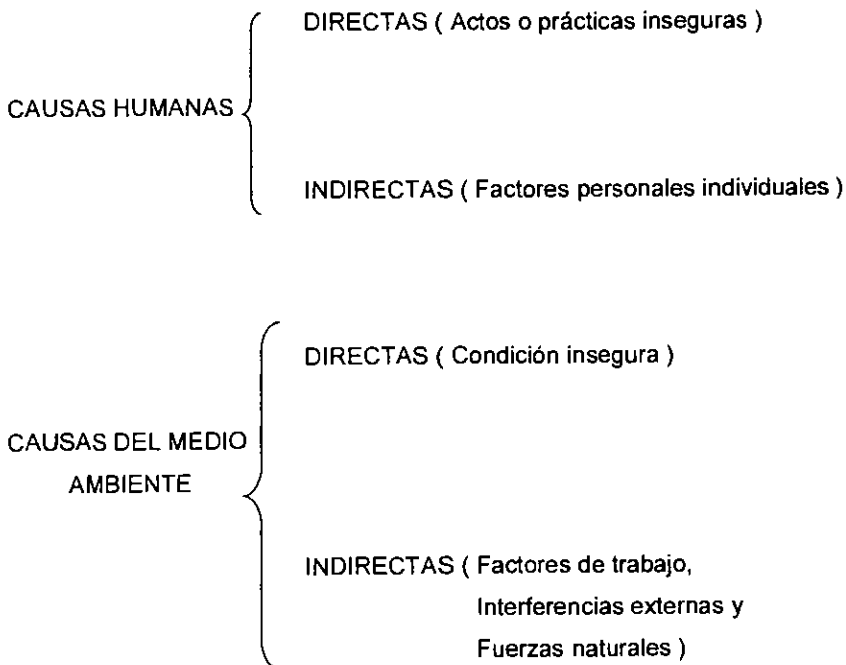 DIRECTAS ( Actos o prácticas inseguras )
CAUSAS HUMANAS
INDIRECTAS ( Factores personales individuales )
DIRECTAS ( Condición insegura )
CAUSAS DEL MEDIO
AMBIENTE
INDIRECTAS ( Factores de trabajo,
Interferencias externas y
Fuerzas naturales )